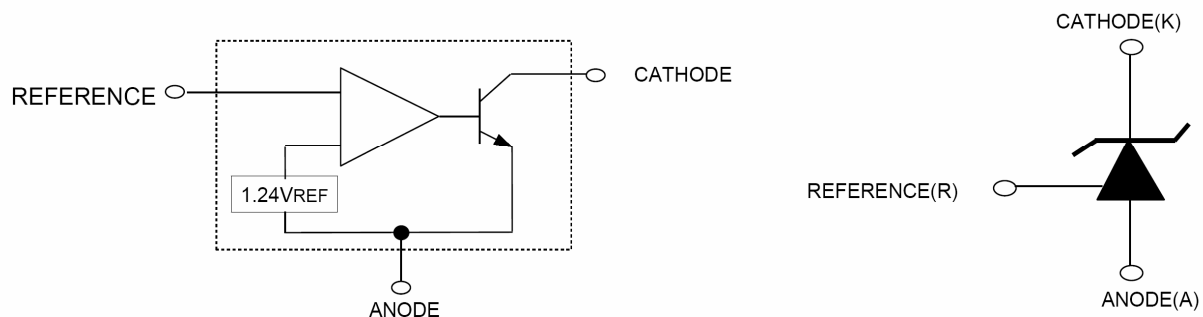 REFERENCE
CATHODE
1.24VREF
ANODE
CATHODE(K)
REFERENCE(R)
ANODE(A)